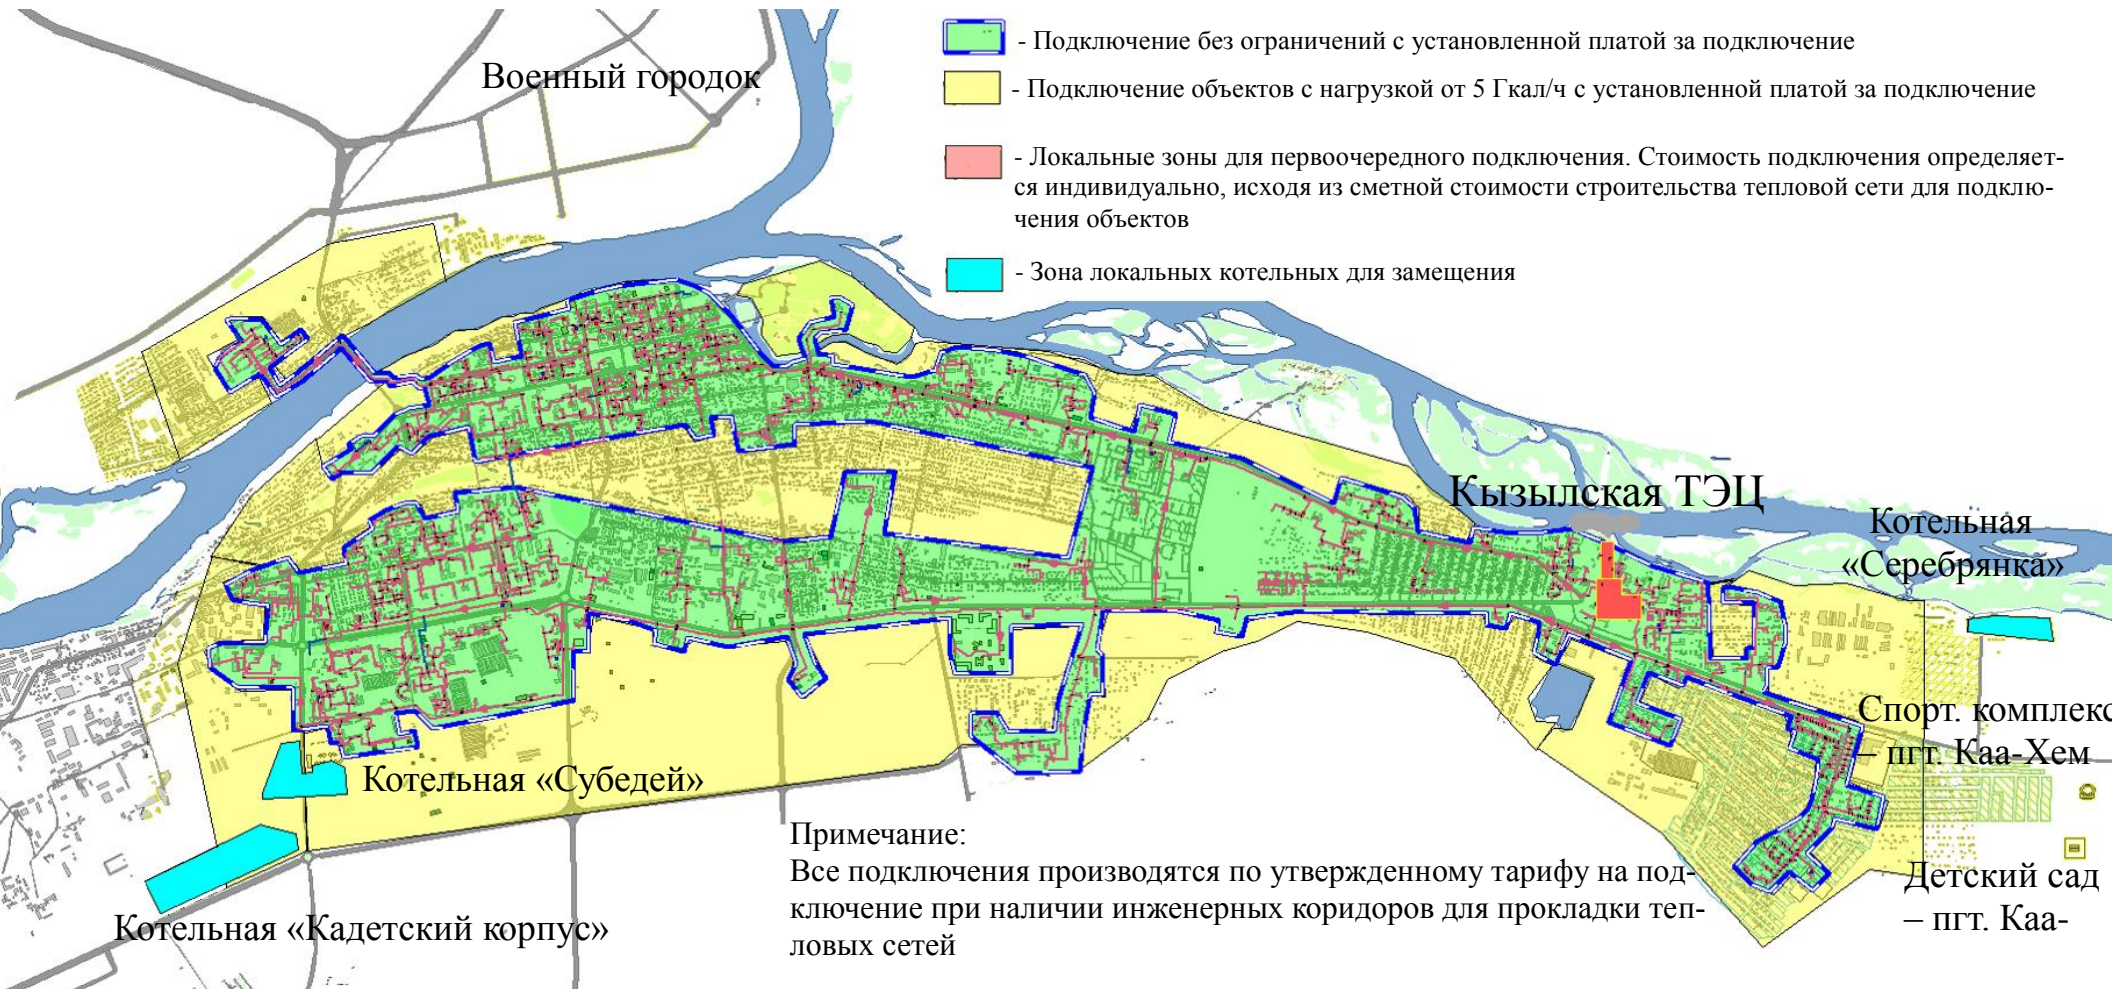 Военный городок
- Подключение без ограничений с установленной платой за подключение
- Подключение объектов с нагрузкой от 5 Гкал/ч с установленной платой за подключение
- Локальные зоны для первоочередного подключения. Стоимость подключения определяет-
ся индивидуально, исходя из сметной стоимости строительства тепловой сети для подклю-
чения объектов
- Зона локальных котельных для замещения
Кызылская ТЭЦ
Котельная
«Серебрянка»
Спорт. комплекс
– пгт. Каа-Хем
Котельная «Субедей»
Примечание:
Все подключения производятся по утвержденному тарифу на под-
ключение при наличии инженерных коридоров для прокладки теп-
ловых сетей
Детский сад
– пгт. Каа-
Котельная «Кадетский корпус»